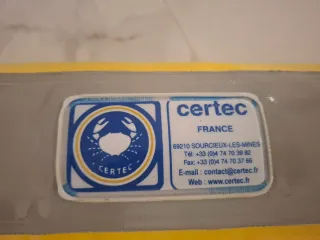 certec
FRANCE
69210 SOURCIEUX-LES-MINES
Tél: +33 (0)4 74 70 39 82
Fax: +33 (0)4 74 70 37 66
E-mail : contact@certec.fr
Web : www.certec.fr
CERTEC